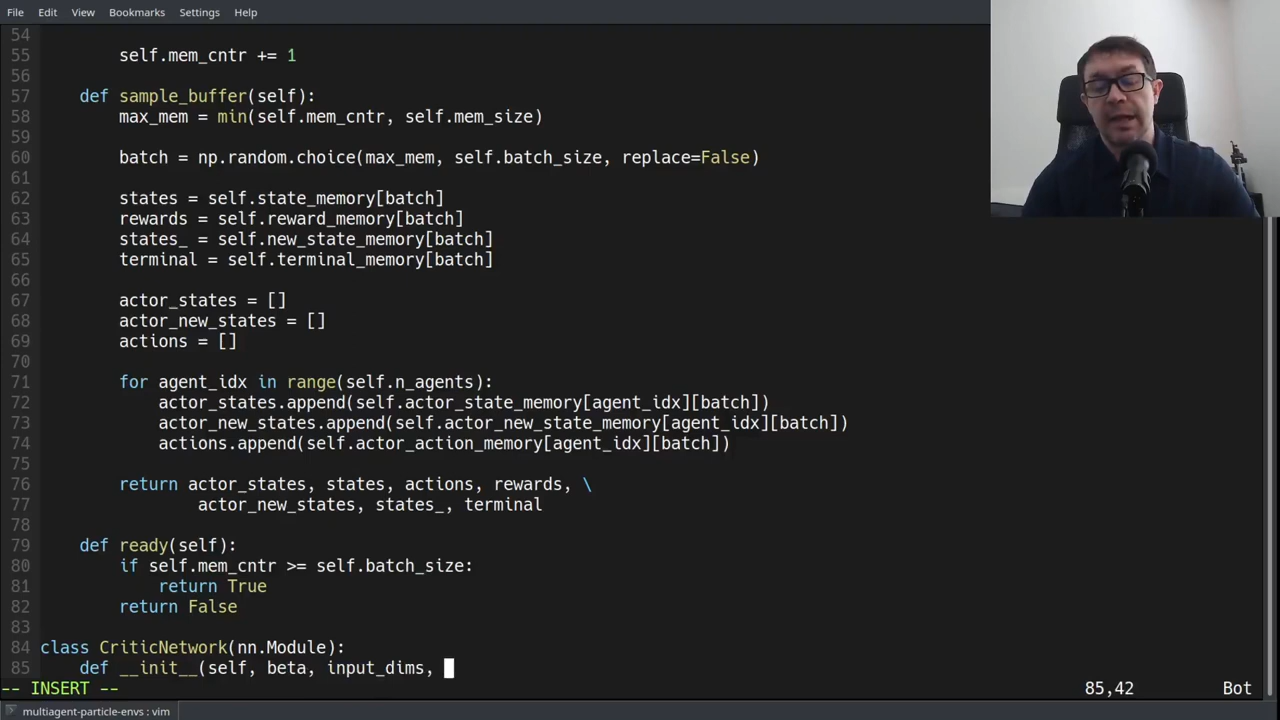 File Edit View Bookmarks Settings Help
54
55 self.mem_cntr += 1
56
57 def sample_buffer(self):
58 max_mem = min(self.mem_cntr, self.mem_size)
59
60 batch = np.random.choice(max_mem, self.batch_size, replace=False)
61
62 states = self.state_memory[batch]
63 rewards = self.reward_memory[batch]
64 states_ = self.new_state_memory[batch]
65 terminal = self.terminal_memory[batch]
66
67 actor_states = []
68 actor_new_states = []
69 actions = []
70
71 for agent_idx in range(self.n_agents):
72 actor_states.append(self.actor_state_memory[agent_idx][batch])
73 actor_new_states.append(self.actor_new_state_memory[agent_idx][batch])
74 actions.append(self.actor_action_memory[agent_idx][batch])
75
76 return actor_states, states, actions, rewards, \
77 actor_new_states, states_, terminal
78
79 def ready(self):
80 if self.mem_cntr >= self.batch_size:
81 return True
82 return False
83
84 class CriticNetwork(nn.Module):
85 def __init__(self, beta, input_dims,
-- INSERT -- 85,42 Bot
multiagent-particle-envs : vim